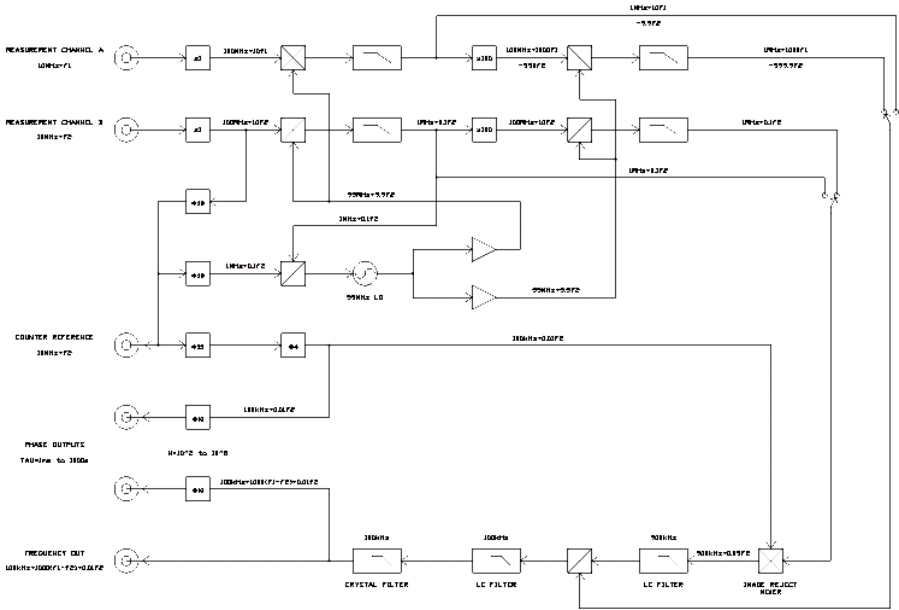 1MHz+10F1
-9.9F2
MEASUREMENT CHANNEL A
10MHz+F1
100MHz+10F1
x100
100MHz+1000F1
-990F2
1MHz+1000F1
-999.9F2
MEASUREMENT CHANNEL B
10MHz+F2
100MHz+10F2
1MHz+0.1F2
x100
100MHz+10F2
1MHz+0.1F2
1MHz+0.1F2
99MHz+9.9F2
÷10
1MHz+0.1F2
÷10
1MHz+0.1F2
99MHz LO
99MHz+9.9F2
COUNTER REFERENCE
10MHz+F2
÷25
÷4
100kHz+0.01F2
÷N
100kHz+0.01F2
PHASE OUTPUTS
TAU=1ms to 1000s
N=10^2 to 10^8
÷N
100kHz+1000(F1-F2)+0.01F2
FREQUENCY OUT
100kHz+1000(F1-F2)+0.01F2
100kHz
CRYSTAL FILTER
100kHz
LC FILTER
900kHz
LC FILTER
900kHz+0.09F2
IMAGE REJECT
MIXER